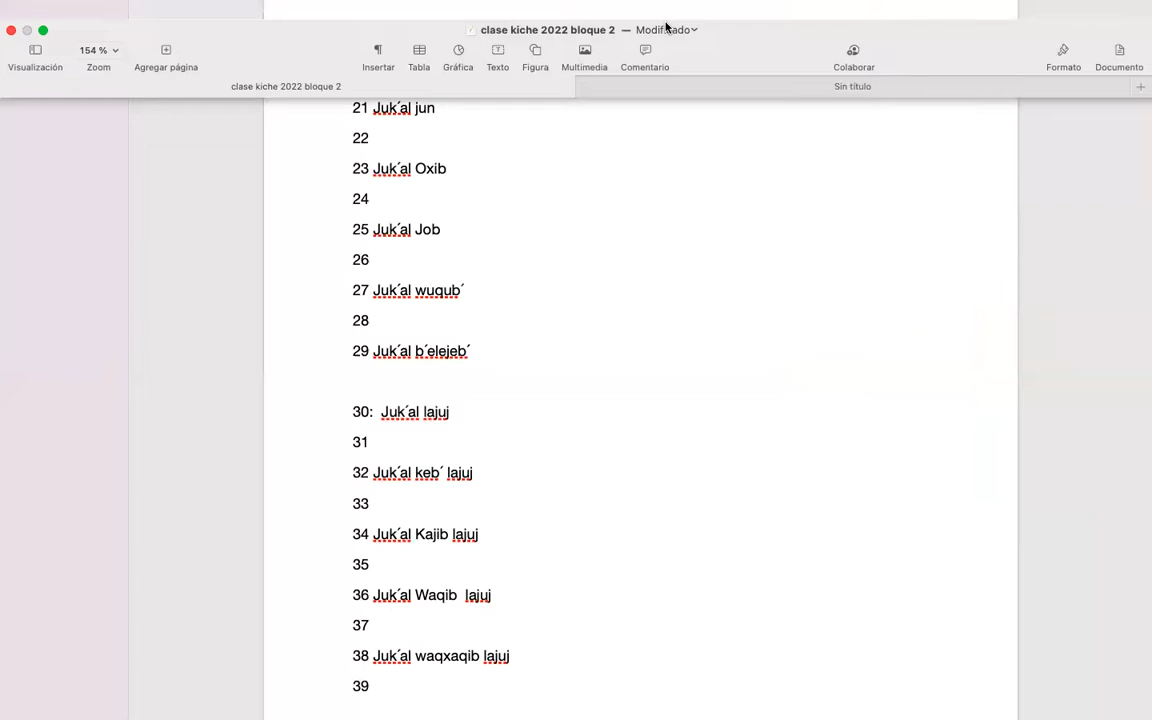 clase kiche 2022 bloque 2 — Modificado
154 %
Visualización Zoom Agregar página Insertar Tabla Gráfica Texto Figura Multimedia Comentario Colaborar Formato Documento
clase kiche 2022 bloque 2 Sin título
21 Juk´al jun
22
23 Juk´al Oxib
24
25 Juk´al Job
26
27 Juk´al wuqub´
28
29 Juk´al b´elejeb´
30: Juk´al lajuj
31
32 Juk´al keb´ lajuj
33
34 Juk´al Kajib lajuj
35
36 Juk´al Waqib lajuj
37
38 Juk´al waqxaqib lajuj
39